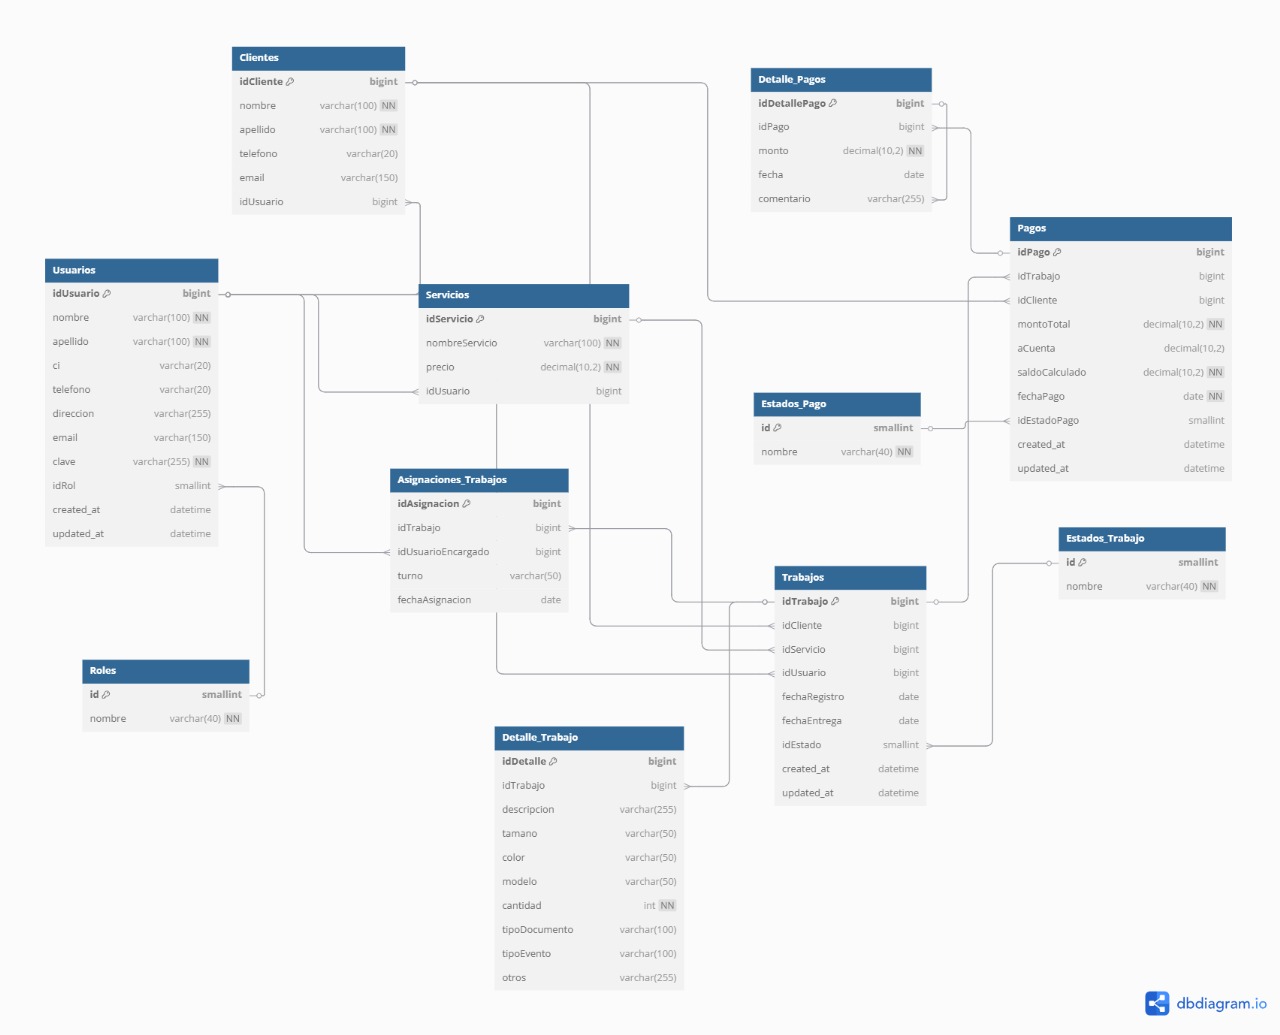 Clientes
idCliente bigint
nombre varchar(100) NN
apellido varchar(100) NN
telefono varchar(20)
email varchar(150)
idUsuario bigint
Detalle_Pagos
idDetallePago bigint
idPago bigint
monto decimal(10,2) NN
fecha date
comentario varchar(255)
Pagos
idPago bigint
idTrabajo bigint
idCliente bigint
montoTotal decimal(10,2) NN
aCuenta decimal(10,2)
saldoCalculado decimal(10,2) NN
fechaPago date NN
idEstadoPago smallint
created_at datetime
updated_at datetime
Usuarios
idUsuario bigint
nombre varchar(100) NN
apellido varchar(100) NN
ci varchar(20)
telefono varchar(20)
direccion varchar(255)
email varchar(150)
clave varchar(255) NN
idRol smallint
created_at datetime
updated_at datetime
Servicios
idServicio bigint
nombreServicio varchar(100) NN
precio decimal(10,2) NN
idUsuario bigint
Estados_Pago
id smallint
nombre varchar(40) NN
Asignaciones_Trabajos
idAsignacion bigint
idTrabajo bigint
idUsuarioEncargado bigint
turno varchar(50)
fechaAsignacion date
Estados_Trabajo
id smallint
nombre varchar(40) NN
Trabajos
idTrabajo bigint
idCliente bigint
idServicio bigint
idUsuario bigint
fechaRegistro date
fechaEntrega date
idEstado smallint
created_at datetime
updated_at datetime
Roles
id smallint
nombre varchar(40) NN
Detalle_Trabajo
idDetalle bigint
idTrabajo bigint
descripcion varchar(255)
tamano varchar(50)
color varchar(50)
modelo varchar(50)
cantidad int NN
tipoDocumento varchar(100)
tipoEvento varchar(100)
otros varchar(255)
dbdiagram.io